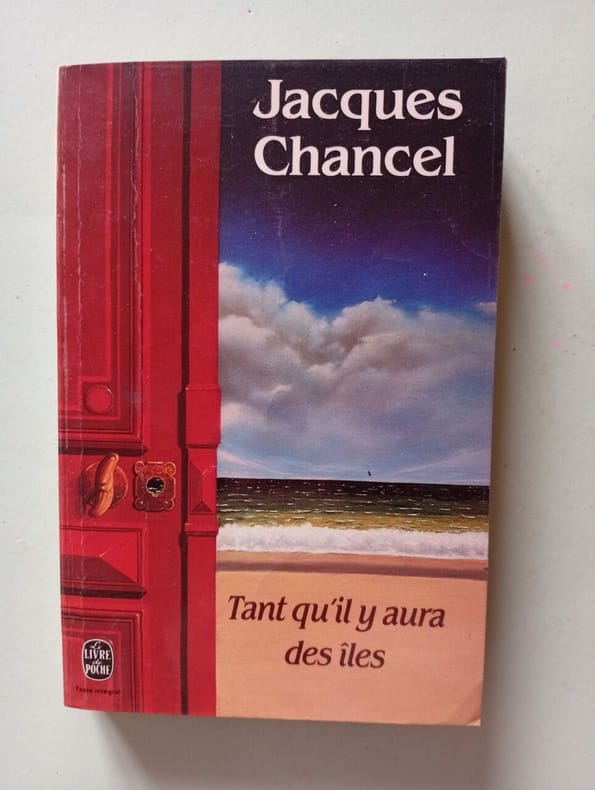 Jacques
Chancel
Tant qu'il y aura
des îles
Le
LIVRE
de
POCHE
Texte intégral